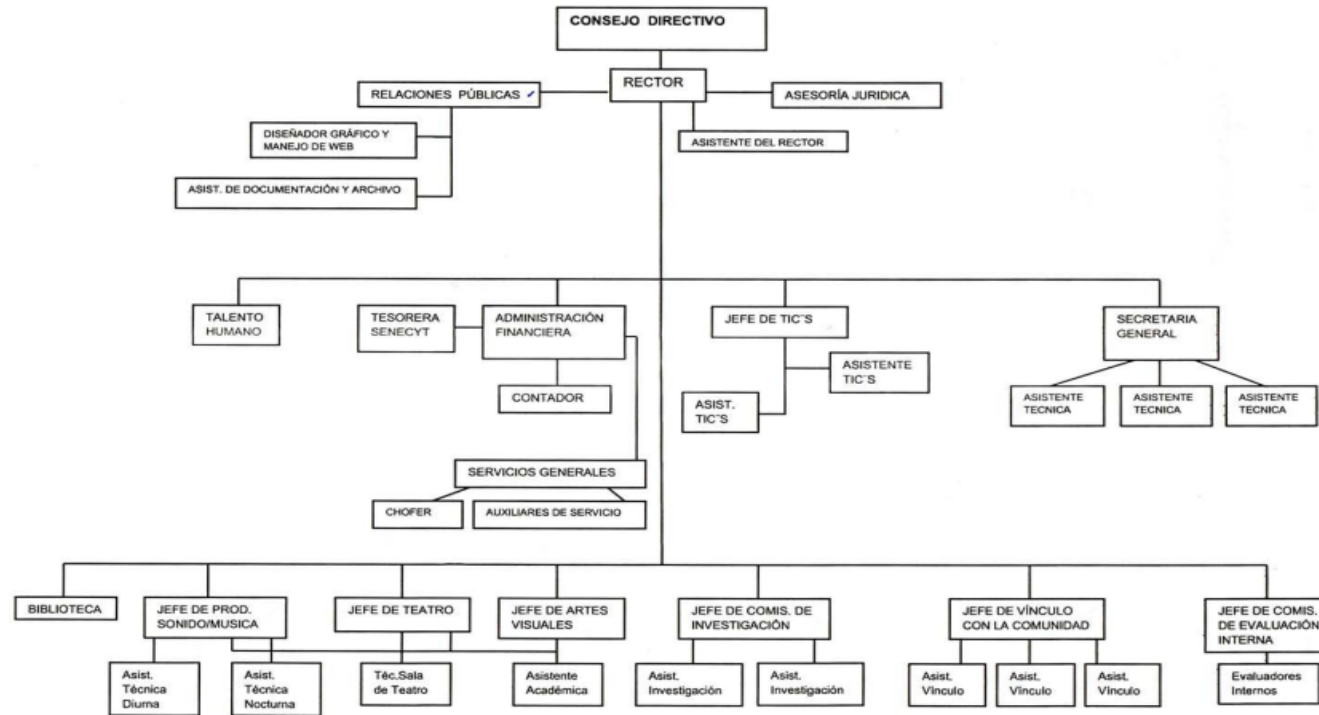 CONSEJO DIRECTIVO
RECTOR
RELACIONES PÚBLICAS
ASESORÍA JURIDICA
DISEÑADOR GRÁFICO Y
MANEJO DE WEB
ASISTENTE DEL RECTOR
ASIST. DE DOCUMENTACIÓN Y ARCHIVO
TALENTO
HUMANO
TESORERA
SENECYT
ADMINISTRACIÓN
FINANCIERA
JEFE DE TIC¨S
SECRETARIA
GENERAL
CONTADOR
ASISTENTE
TIC¨S
ASIST.
TIC¨S
ASISTENTE
TECNICA
ASISTENTE
TECNICA
ASISTENTE
TECNICA
SERVICIOS GENERALES
CHOFER
AUXILIARES DE SERVICIO
BIBLIOTECA
JEFE DE PROD.
SONIDO/MUSICA
JEFE DE TEATRO
JEFE DE ARTES
VISUALES
JEFE DE COMIS. DE
INVESTIGACIÓN
JEFE DE VÍNCULO
CON LA COMUNIDAD
JEFE DE COMIS.
DE EVALUACIÓN
INTERNA
Asist.
Técnica
Diurna
Asist.
Técnica
Nocturna
Téc.Sala
de Teatro
Asistente
Académica
Asist.
Investigación
Asist.
Investigación
Asist.
Vínculo
Asist.
Vínculo
Asist.
Vínculo
Evaluadores
Internos